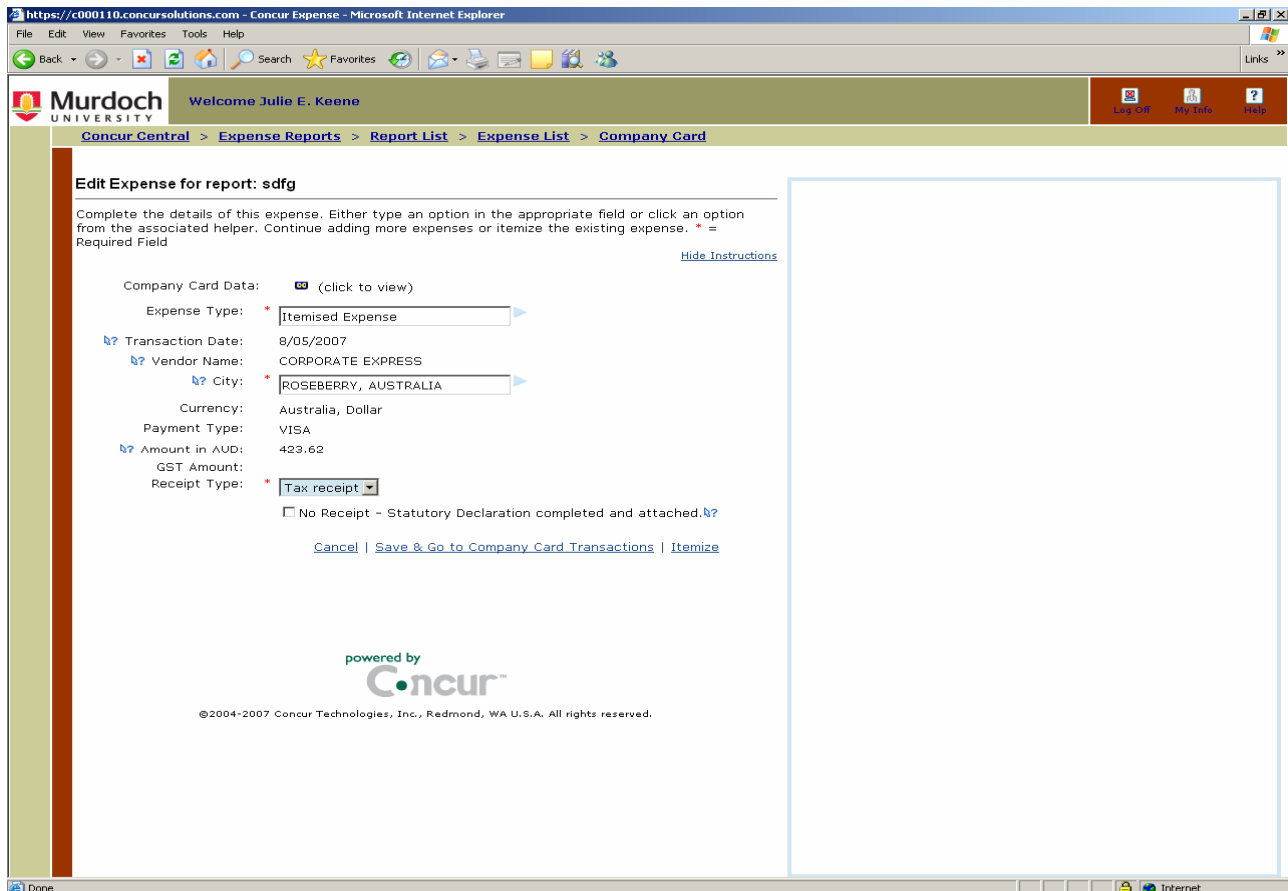 https://c000110.concursolutions.com - Concur Expense - Microsoft Internet Explorer
File Edit View Favorites Tools Help
Back Search Favorites Links »
Murdoch
UNIVERSITY
Welcome Julie E. Keene
Log Off My Info ? Help
Concur Central > Expense Reports > Report List > Expense List > Company Card
Edit Expense for report: sdfg
Complete the details of this expense. Either type an option in the appropriate field or click an option
from the associated helper. Continue adding more expenses or itemize the existing expense. * =
Required Field
Hide Instructions
Company Card Data: (click to view)
Expense Type: * Itemised Expense
? Transaction Date: 8/05/2007
? Vendor Name: CORPORATE EXPRESS
? City: * ROSEBERRY, AUSTRALIA
Currency: Australia, Dollar
Payment Type: VISA
? Amount in AUD: 423.62
GST Amount:
Receipt Type: * Tax receipt
No Receipt - Statutory Declaration completed and attached. ?
Cancel | Save & Go to Company Card Transactions | Itemize
powered by
Concur™
©2004-2007 Concur Technologies, Inc., Redmond, WA U.S.A. All rights reserved.
Done Internet